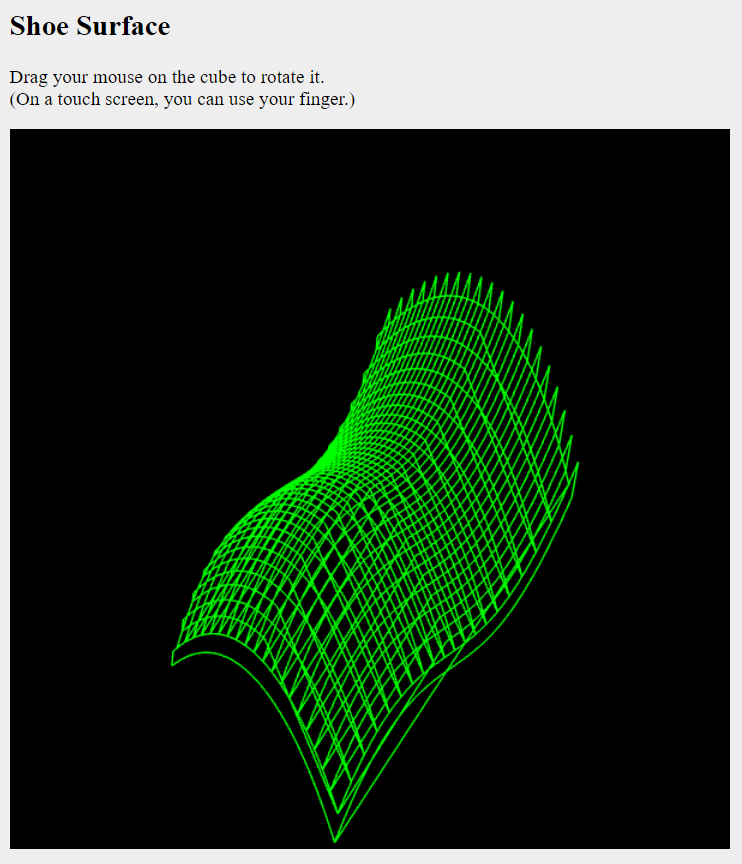 Shoe Surface
Drag your mouse on the cube to rotate it.
(On a touch screen, you can use your finger.)